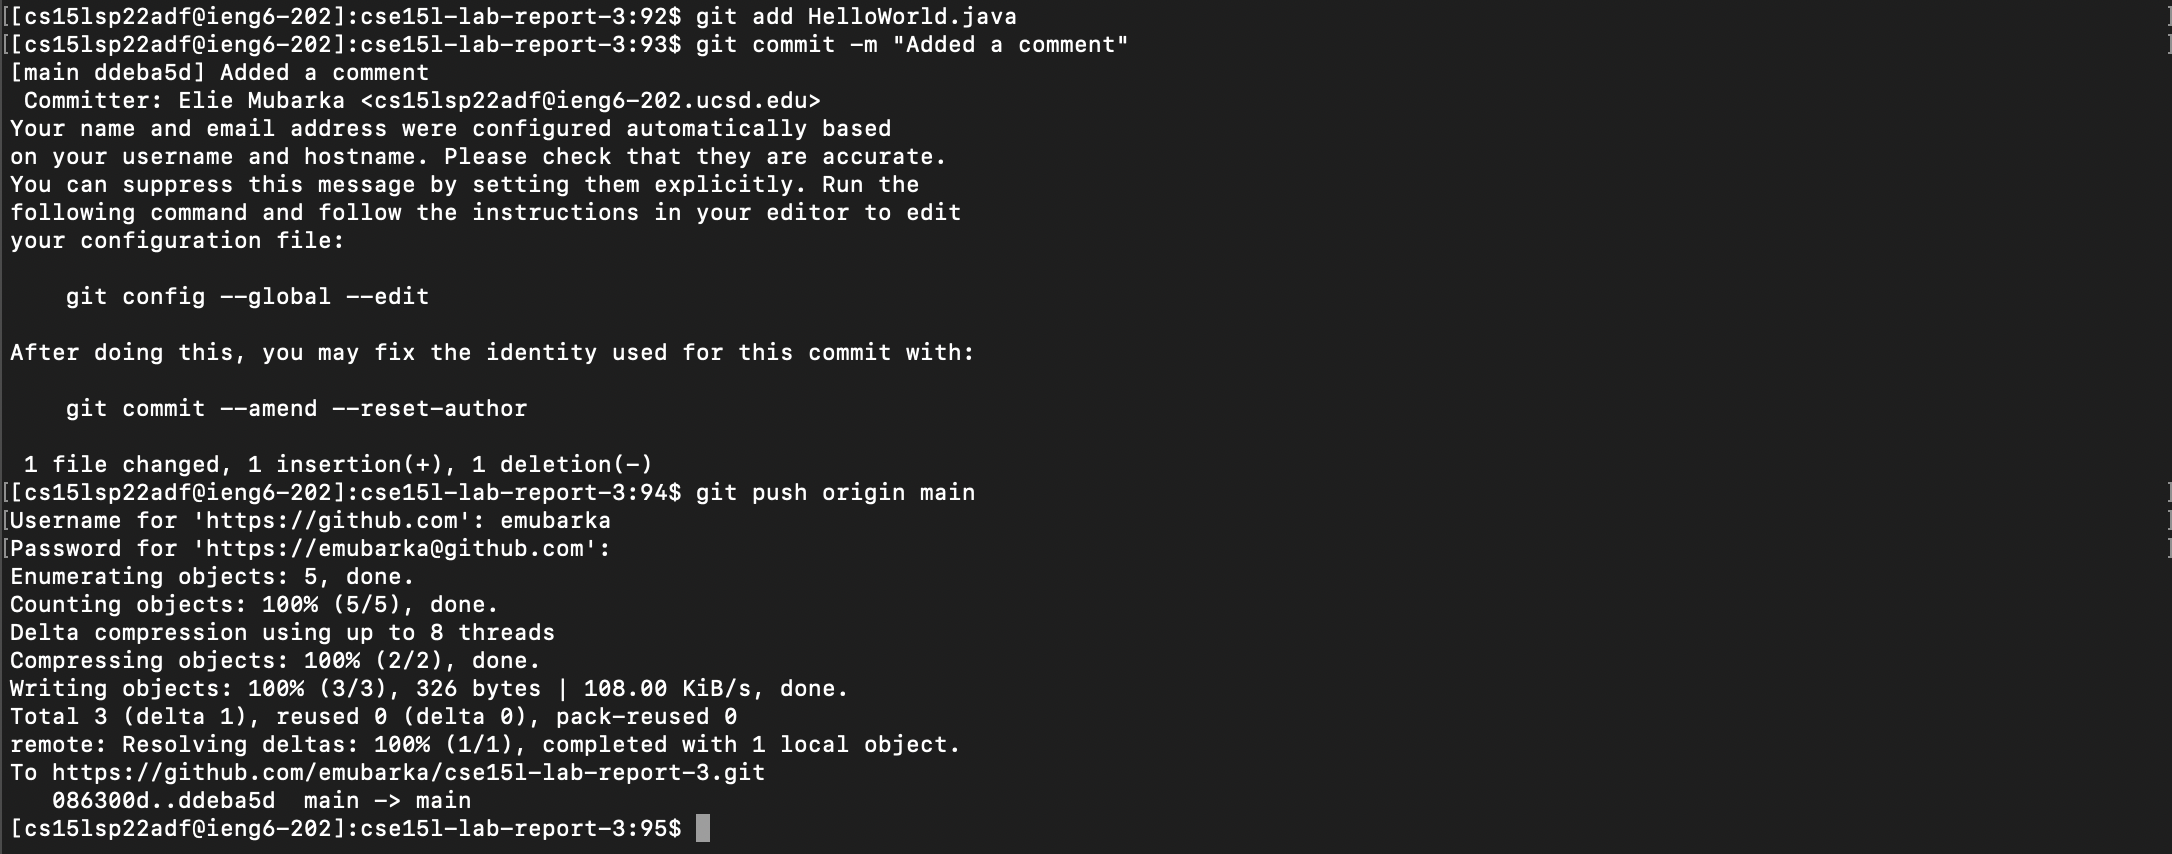 [[cs15lsp22adf@ieng6-202]:cse15l-lab-report-3:92$ git add HelloWorld.java ]
[[cs15lsp22adf@ieng6-202]:cse15l-lab-report-3:93$ git commit -m "Added a comment" ]
[main ddeba5d] Added a comment
 Committer: Elie Mubarka <cs15lsp22adf@ieng6-202.ucsd.edu>
Your name and email address were configured automatically based
on your username and hostname. Please check that they are accurate.
You can suppress this message by setting them explicitly. Run the
following command and follow the instructions in your editor to edit
your configuration file:

    git config --global --edit

After doing this, you may fix the identity used for this commit with:

    git commit --amend --reset-author

 1 file changed, 1 insertion(+), 1 deletion(-)
[[cs15lsp22adf@ieng6-202]:cse15l-lab-report-3:94$ git push origin main ]
[Username for 'https://github.com': emubarka ]
[Password for 'https://emubarka@github.com': ]
Enumerating objects: 5, done.
Counting objects: 100% (5/5), done.
Delta compression using up to 8 threads
Compressing objects: 100% (2/2), done.
Writing objects: 100% (3/3), 326 bytes | 108.00 KiB/s, done.
Total 3 (delta 1), reused 0 (delta 0), pack-reused 0
remote: Resolving deltas: 100% (1/1), completed with 1 local object.
To https://github.com/emubarka/cse15l-lab-report-3.git
   086300d..ddeba5d  main -> main
[cs15lsp22adf@ieng6-202]:cse15l-lab-report-3:95$